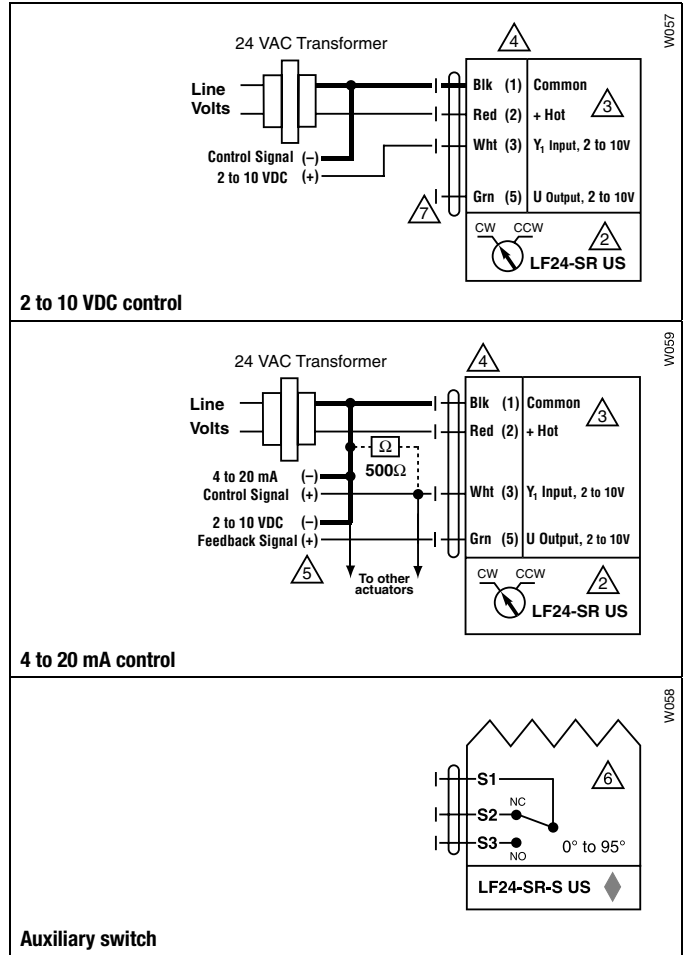 W057
24 VAC Transformer
4
Line
Volts
Blk (1) Common
3
Red (2) + Hot
Control Signal (–)
2 to 10 VDC (+)
Wht (3) Y₁ Input, 2 to 10V
7
Grn (5) U Output, 2 to 10V
CW CCW
2
LF24-SR US
2 to 10 VDC control
W059
24 VAC Transformer
4
Line
Volts
Blk (1) Common
3
Red (2) + Hot
Ω
500Ω
4 to 20 mA (–)
Control Signal (+)
Wht (3) Y₁ Input, 2 to 10V
2 to 10 VDC (–)
Feedback Signal (+)
Grn (5) U Output, 2 to 10V
5
To other
actuators
CW CCW
2
LF24-SR US
4 to 20 mA control
W058
S1
6
S2
NC
S3
NO
0° to 95°
LF24-SR-S US
Auxiliary switch